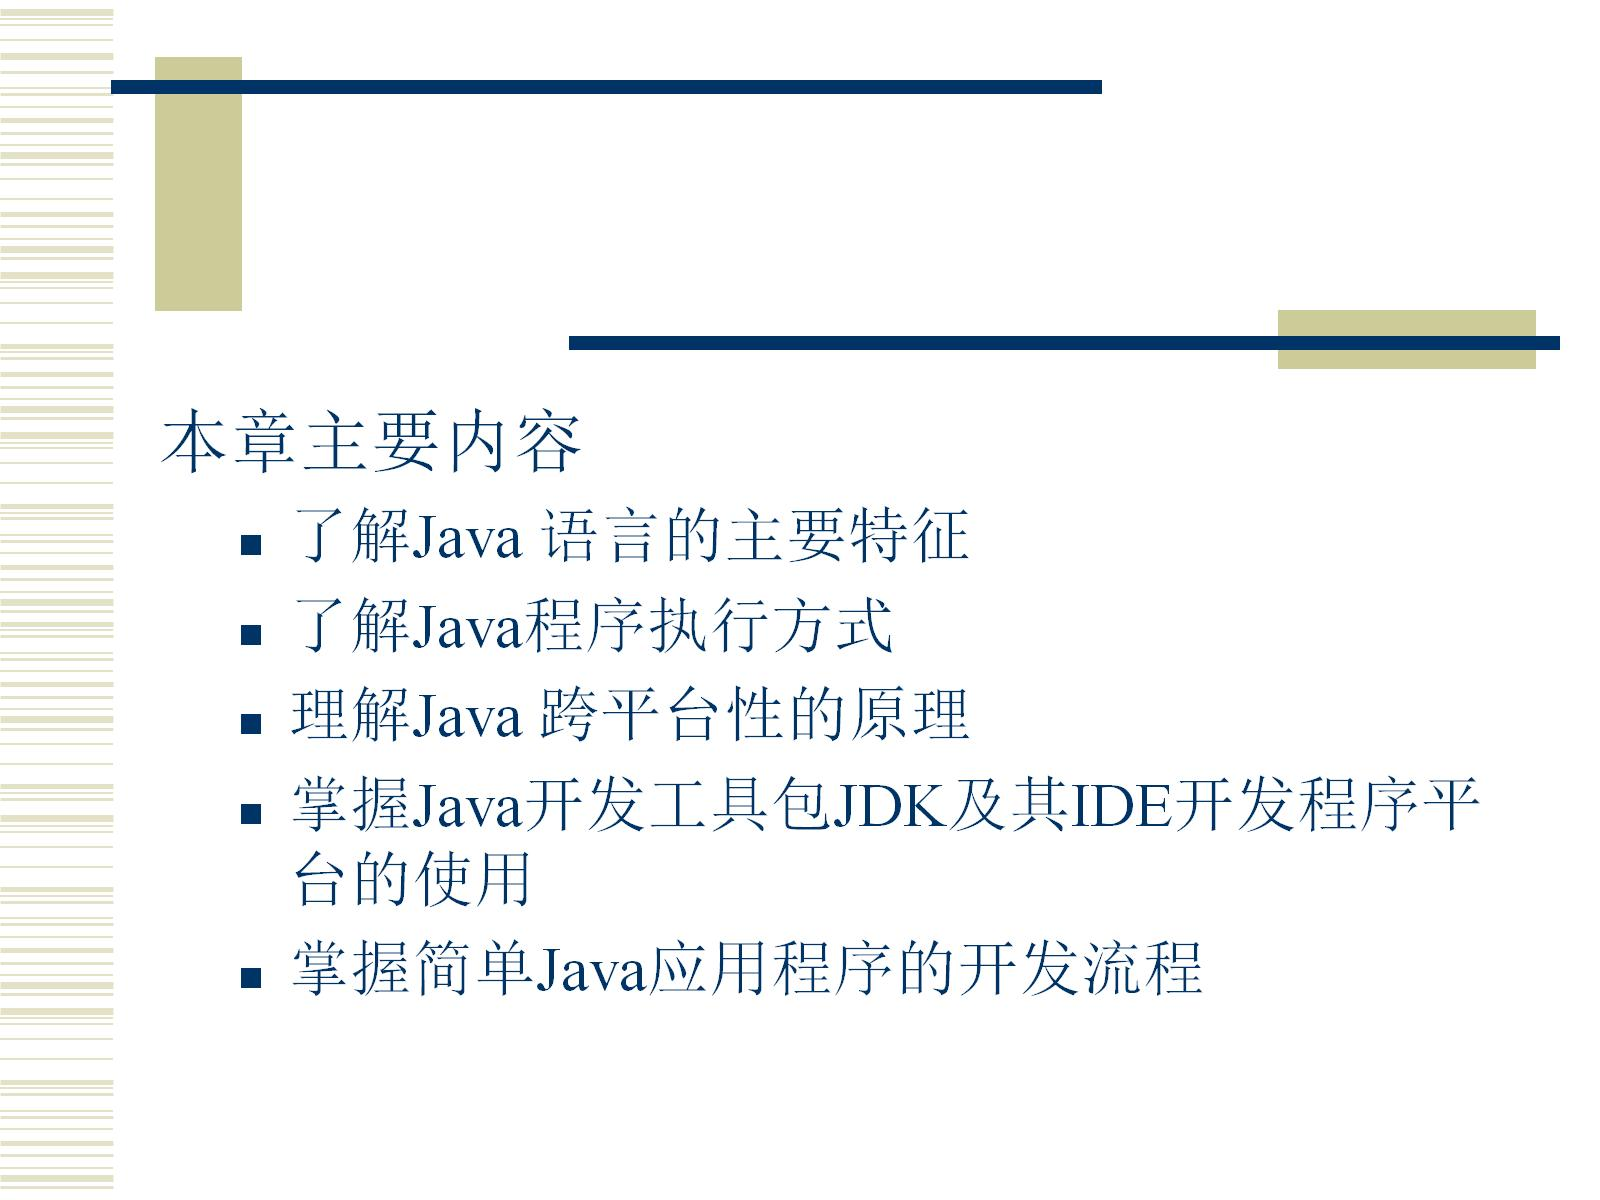 本章主要内容
了解Java 语言的主要特征
了解Java程序执行方式
理解Java 跨平台性的原理
掌握Java开发工具包JDK及其IDE开发程序平
台的使用
掌握简单Java应用程序的开发流程